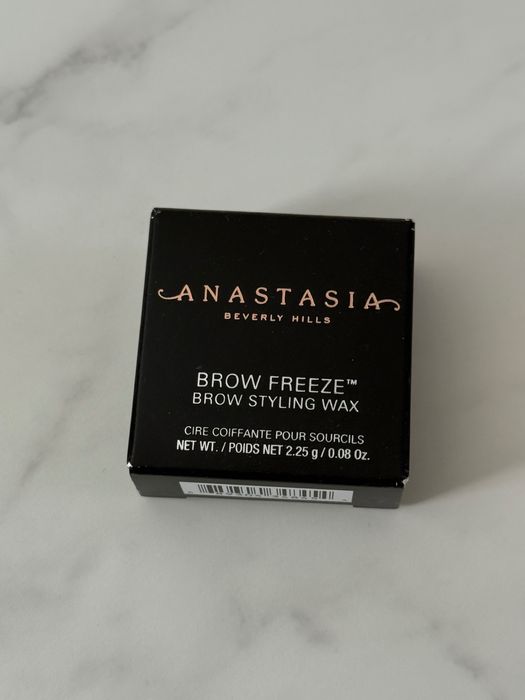 ANASTASIA
BEVERLY HILLS
BROW FREEZE™
BROW STYLING WAX
CIRE COIFFANTE POUR SOURCILS
NET WT. / POIDS NET 2.25 g / 0.08 Oz.